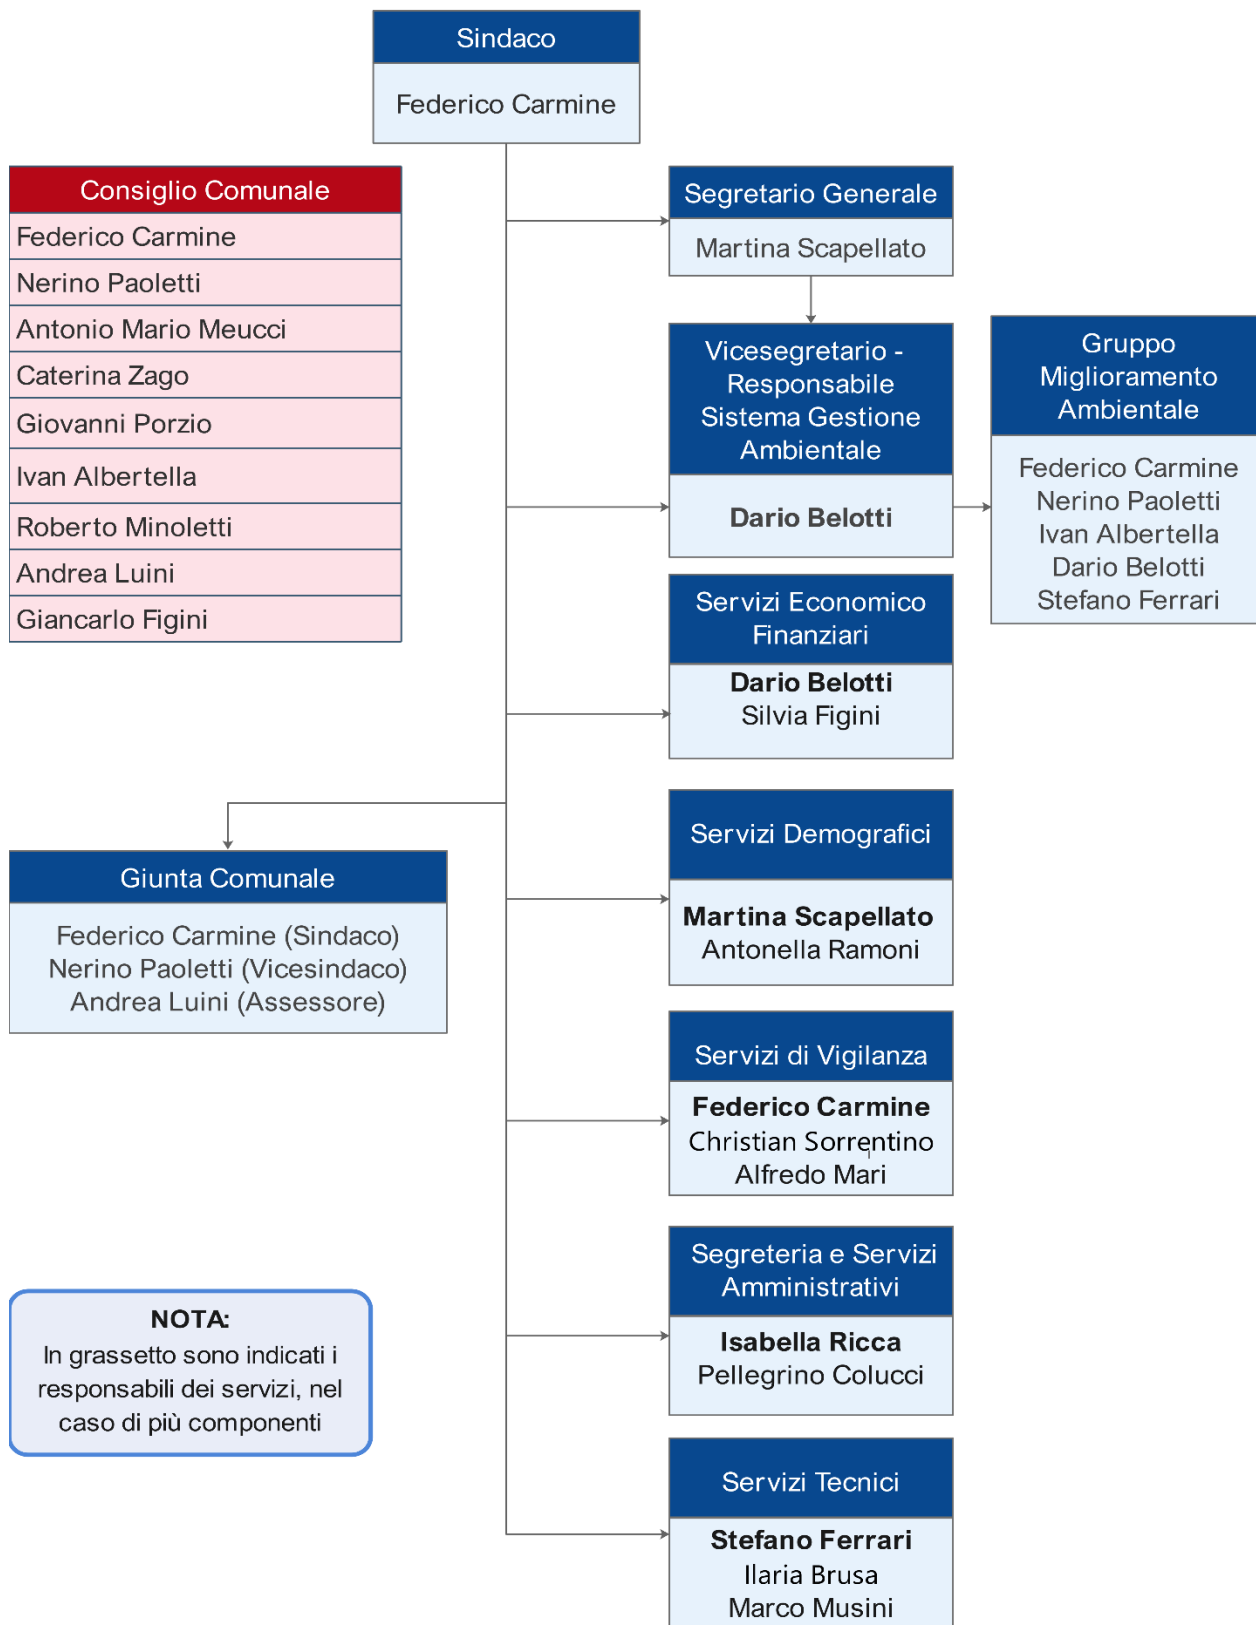 Sindaco
Federico Carmine
Consiglio Comunale
Federico Carmine
Nerino Paoletti
Antonio Mario Meucci
Caterina Zago
Giovanni Porzio
Ivan Albertella
Roberto Minoletti
Andrea Luini
Giancarlo Figini
Segretario Generale
Martina Scapellato
Vicesegretario -
Responsabile
Sistema Gestione
Ambientale
Dario Belotti
Gruppo
Miglioramento
Ambientale
Federico Carmine
Nerino Paoletti
Ivan Albertella
Dario Belotti
Stefano Ferrari
Servizi Economico
Finanziari
Dario Belotti
Silvia Figini
Servizi Demografici
Martina Scapellato
Antonella Ramoni
Giunta Comunale
Federico Carmine (Sindaco)
Nerino Paoletti (Vicesindaco)
Andrea Luini (Assessore)
Servizi di Vigilanza
Federico Carmine
Christian Sorrentino
Alfredo Mari
Segreteria e Servizi
Amministrativi
Isabella Ricca
Pellegrino Colucci
NOTA:
In grassetto sono indicati i
responsabili dei servizi, nel
caso di più componenti
Servizi Tecnici
Stefano Ferrari
Ilaria Brusa
Marco Musini